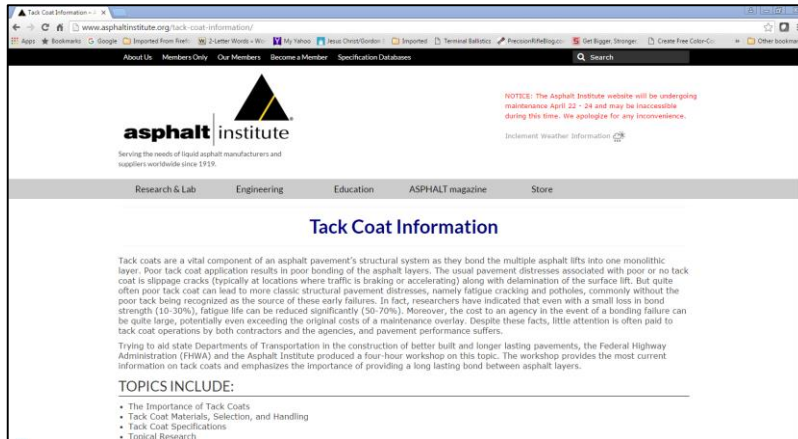 Tack Coat Information -
www.asphaltinstitute.org/tack-coat-information/
Apps Bookmarks Google Imported From Firef 2-Letter Words - Wo My Yahoo Jesus Christ/Gordon Imported Terminal Ballistics PrecisionRifleBlog.co Get Bigger, Stronger Create Free Color-Co » Other bookmar
About Us Members Only Our Members Become a Member Specification Databases Search
NOTICE: The Asphalt Institute website will be undergoing
maintenance April 22 - 24 and may be inaccessible
during this time. We apologize for any inconvenience.
Inclement Weather Information
asphalt institute
Serving the needs of liquid asphalt manufacturers and
suppliers worldwide since 1919.
Research & Lab Engineering Education ASPHALT magazine Store
Tack Coat Information
Tack coats are a vital component of an asphalt pavement's structural system as they bond the multiple asphalt lifts into one monolithic
layer. Poor tack coat application results in poor bonding of the asphalt layers. The usual pavement distresses associated with poor or no tack
coat is slippage cracks (typically at locations where traffic is braking or accelerating) along with delamination of the surface lift. But quite
often poor tack coat can lead to more classic structural pavement distresses, namely fatigue cracking and potholes, commonly without the
poor tack being recognized as the source of these early failures. In fact, researchers have indicated that even with a small loss in bond
strength (10-30%), fatigue life can be reduced significantly (50-70%). Moreover, the cost to an agency in the event of a bonding failure can
be quite large, potentially even exceeding the original costs of a maintenance overlay. Despite these facts, little attention is often paid to
tack coat operations by both contractors and the agencies, and pavement performance suffers.
Trying to aid state Departments of Transportation in the construction of better built and longer lasting pavements, the Federal Highway
Administration (FHWA) and the Asphalt Institute produced a four-hour workshop on this topic. The workshop provides the most current
information on tack coats and emphasizes the importance of providing a long lasting bond between asphalt layers.
TOPICS INCLUDE:
• The Importance of Tack Coats
• Tack Coat Materials, Selection, and Handling
• Tack Coat Specifications
• Topical Research